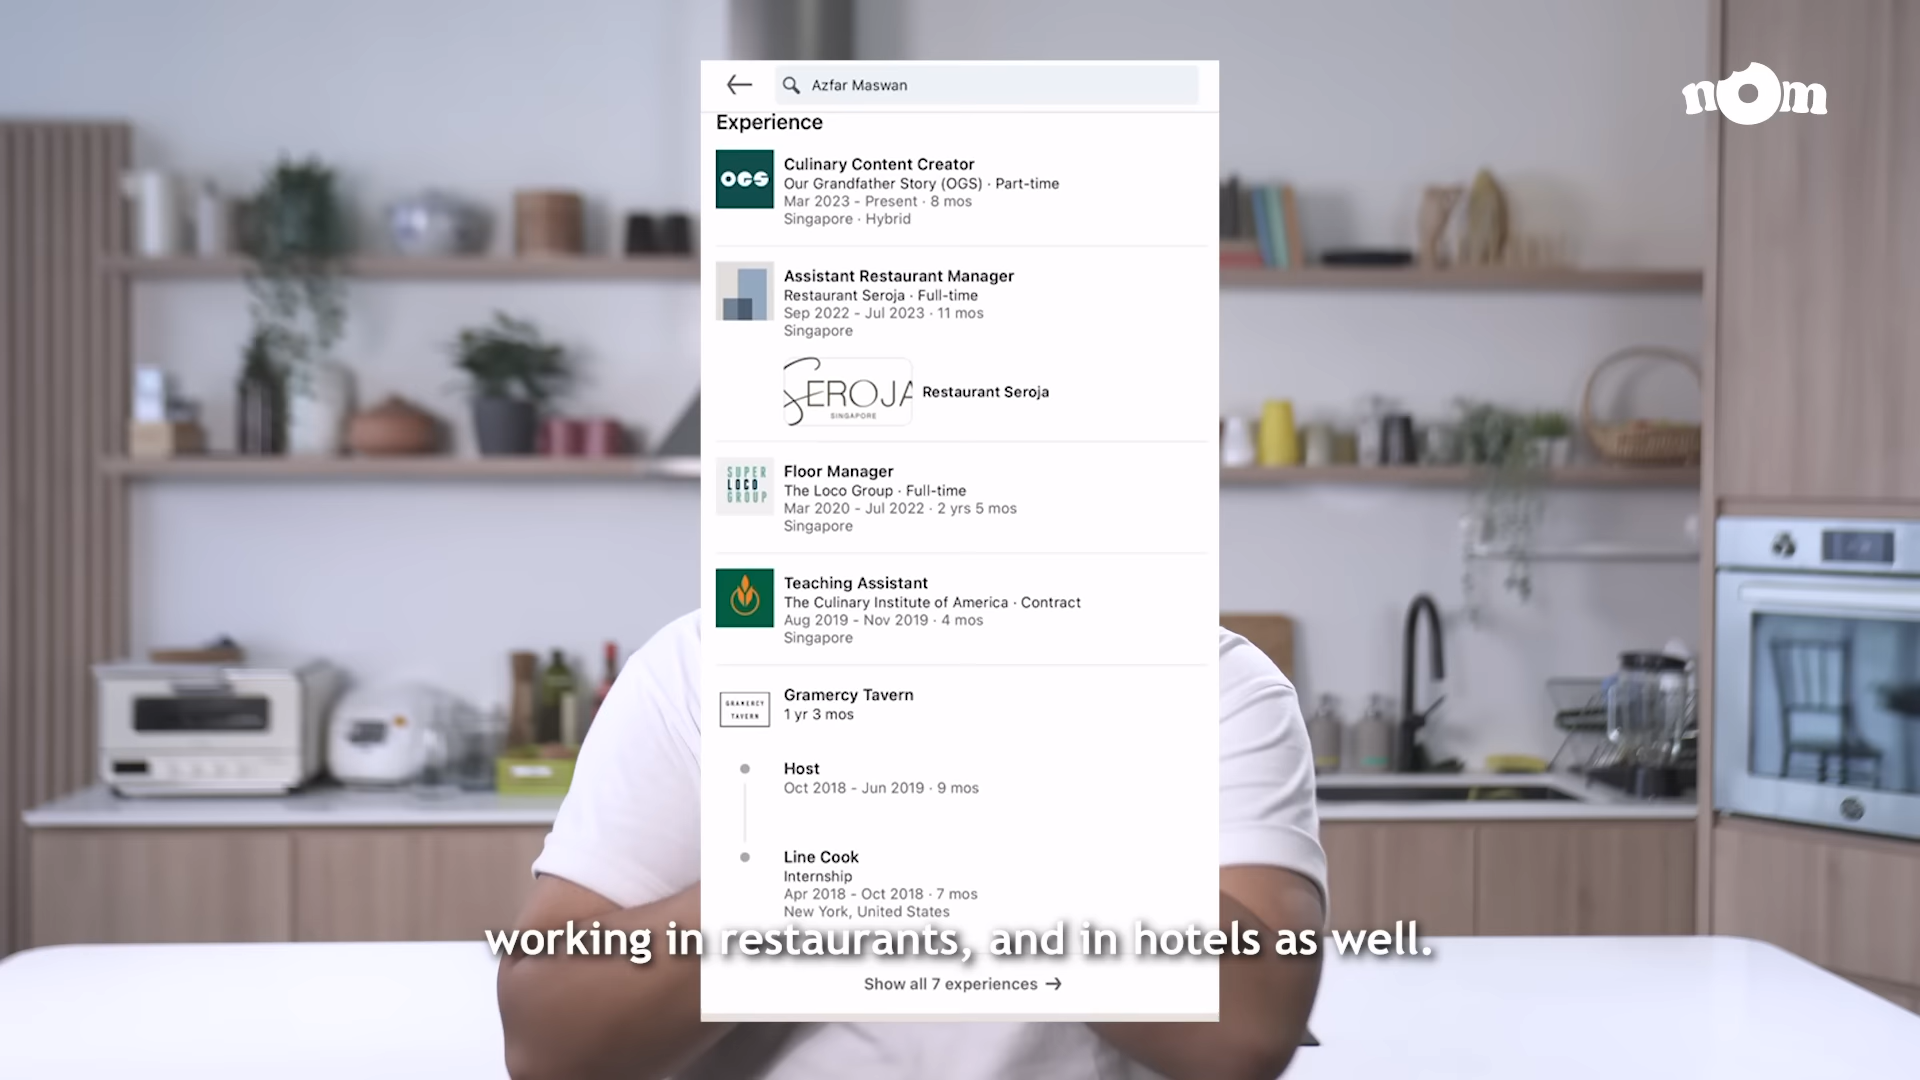 Azfar Maswan
nom
Experience
OGS
Culinary Content Creator
Our Grandfather Story (OGS) · Part-time
Mar 2023 - Present · 8 mos
Singapore · Hybrid
Assistant Restaurant Manager
Restaurant Seroja · Full-time
Sep 2022 - Jul 2023 · 11 mos
Singapore
SEROJA
SINGAPORE
Restaurant Seroja
SUPER
LOCO
GROUP
Floor Manager
The Loco Group · Full-time
Mar 2020 - Jul 2022 · 2 yrs 5 mos
Singapore
Teaching Assistant
The Culinary Institute of America · Contract
Aug 2019 - Nov 2019 · 4 mos
Singapore
GRAMERCY
TAVERN
Gramercy Tavern
1 yr 3 mos
Host
Oct 2018 - Jun 2019 · 9 mos
Line Cook
Internship
Apr 2018 - Oct 2018 · 7 mos
New York, United States
working in restaurants, and in hotels as well.
Show all 7 experiences →